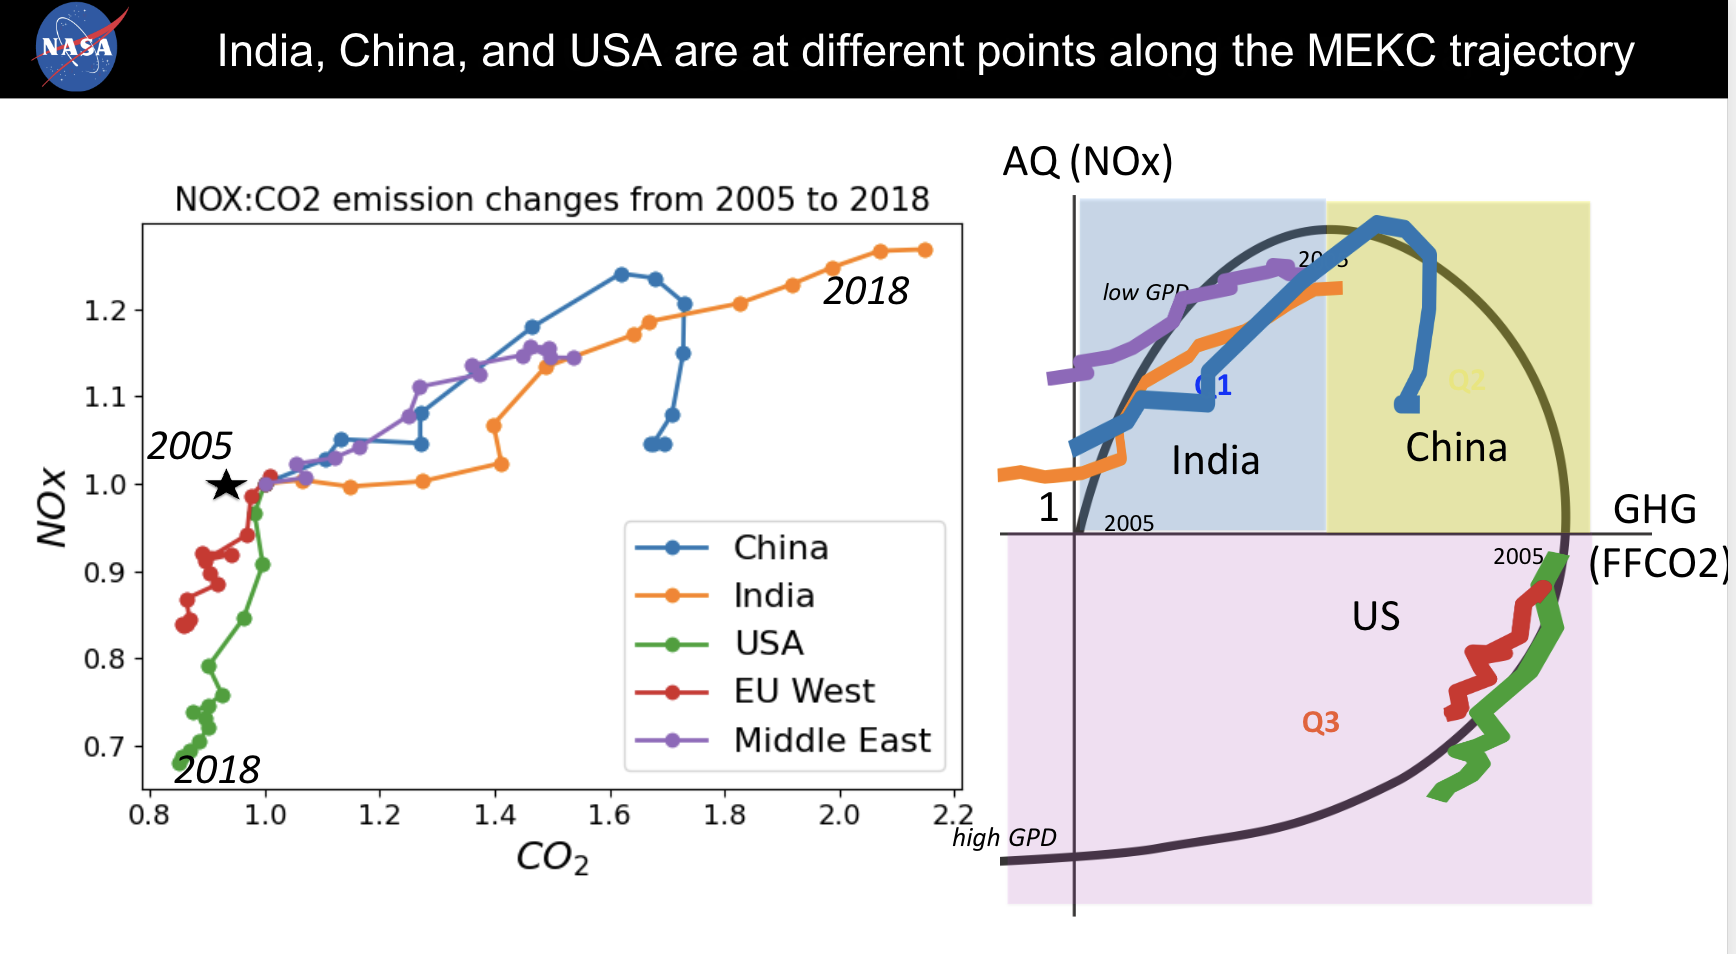 NASA
India, China, and USA are at different points along the MEKC trajectory
NOX:CO2 emission changes from 2005 to 2018
NOx
1.2
1.1
1.0
0.9
0.8
0.7
2005
2018
2018
China
India
USA
EU West
Middle East
0.8 1.0 1.2 1.4 1.6 1.8 2.0 2.2
CO2
AQ (NOx)
low GPD
2005
Q1
Q2
India
China
1
2005
GHG
(FFCO2)
2005
US
Q3
high GPD